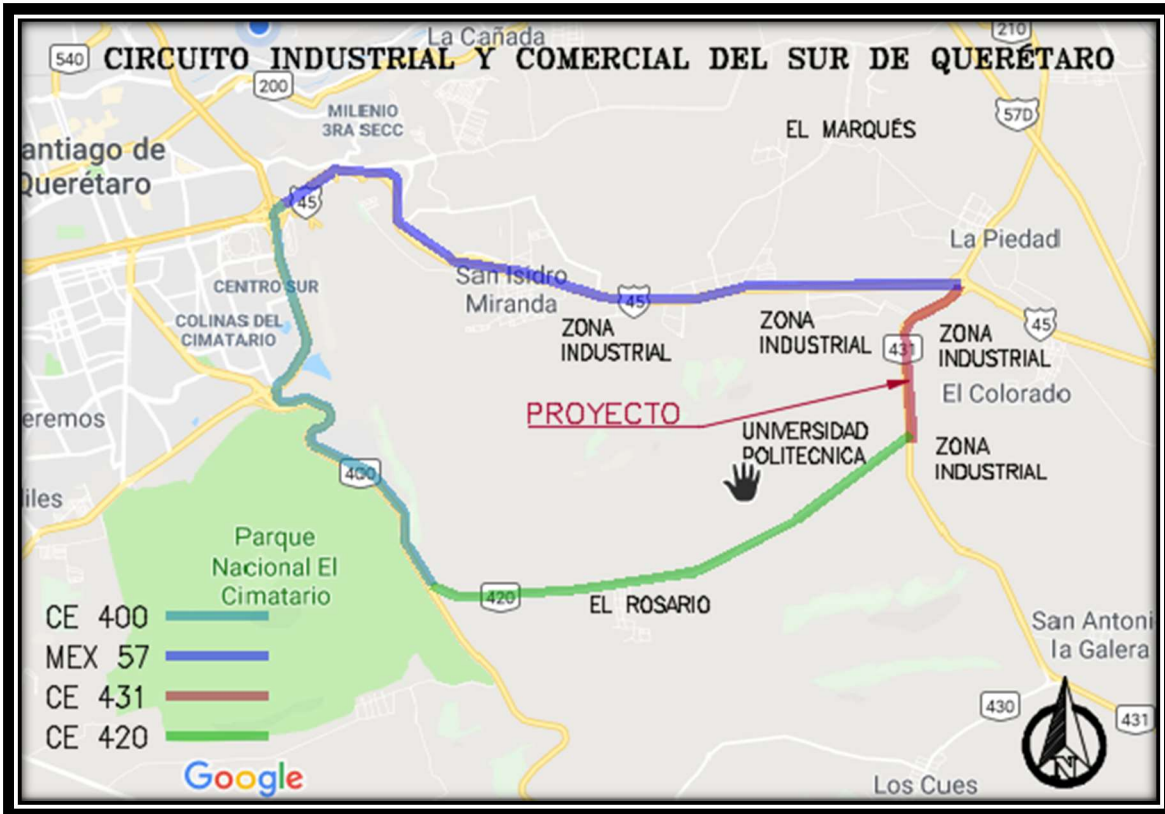 La Cañada
210
540
CIRCUITO INDUSTRIAL Y COMERCIAL DEL SUR DE QUERÉTARO
200
57D
MILENIO
3RA SECC
EL MARQUÉS
antiago de
Querétaro
45
La Piedad
San Isidro
Miranda
CENTRO SUR
45
45
COLINAS DEL
CIMATARIO
ZONA
INDUSTRIAL
ZONA
INDUSTRIAL
431
ZONA
INDUSTRIAL
El Colorado
eremos
PROYECTO
UNIVERSIDAD
POLITECNICA
ZONA
INDUSTRIAL
400
iles
Parque
Nacional El
Cimatario
420
EL ROSARIO
San Antoni
la Galera
CE 400
MEX 57
CE 431
CE 420
430
431
N
Google
Los Cues